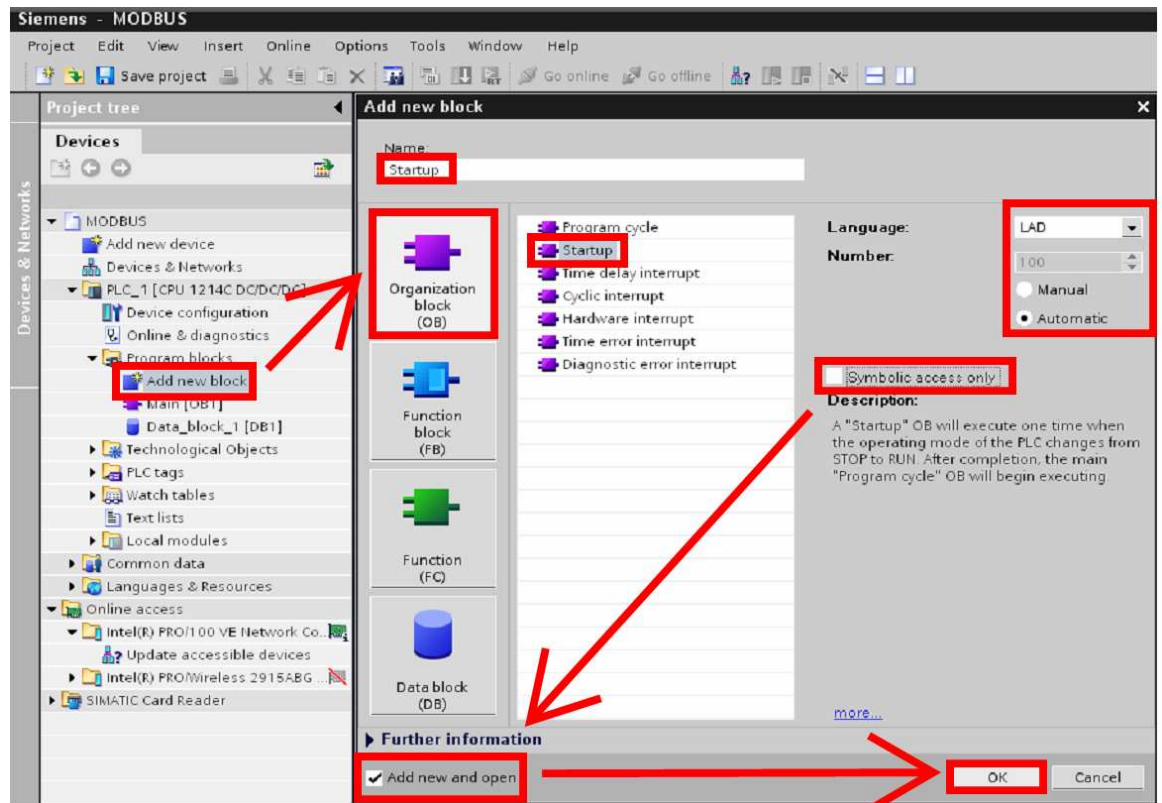 Siemens - MODBUS
Project Edit View Insert Online Options Tools Window Help
Save project Go online Go offline
Project tree
Devices
Devices & Networks
MODBUS
Add new device
Devices & Networks
PLC_1 [CPU 1214C DC/DC/DC]
Device configuration
Online & diagnostics
Program blocks
Add new block
Main [OB1]
Data_block_1 [DB1]
Technological Objects
PLC tags
Watch tables
Text lists
Local modules
Common data
Languages & Resources
Online access
Intel(R) PRO/100 VE Network Co..
Update accessible devices
Intel(R) PRO/Wireless 2915ABG ...
SIMATIC Card Reader
Add new block
Name:
Startup
Organization
block
(OB)
Function
block
(FB)
Function
(FC)
Data block
(DB)
Program cycle
Startup
Time delay interrupt
Cyclic interrupt
Hardware interrupt
Time error interrupt
Diagnostic error interrupt
Language: LAD
Number: 100
Manual
Automatic
Symbolic access only
Description:
A "Startup" OB will execute one time when
the operating mode of the PLC changes from
STOP to RUN. After completion, the main
"Program cycle" OB will begin executing.
more...
Further information
Add new and open
OK Cancel